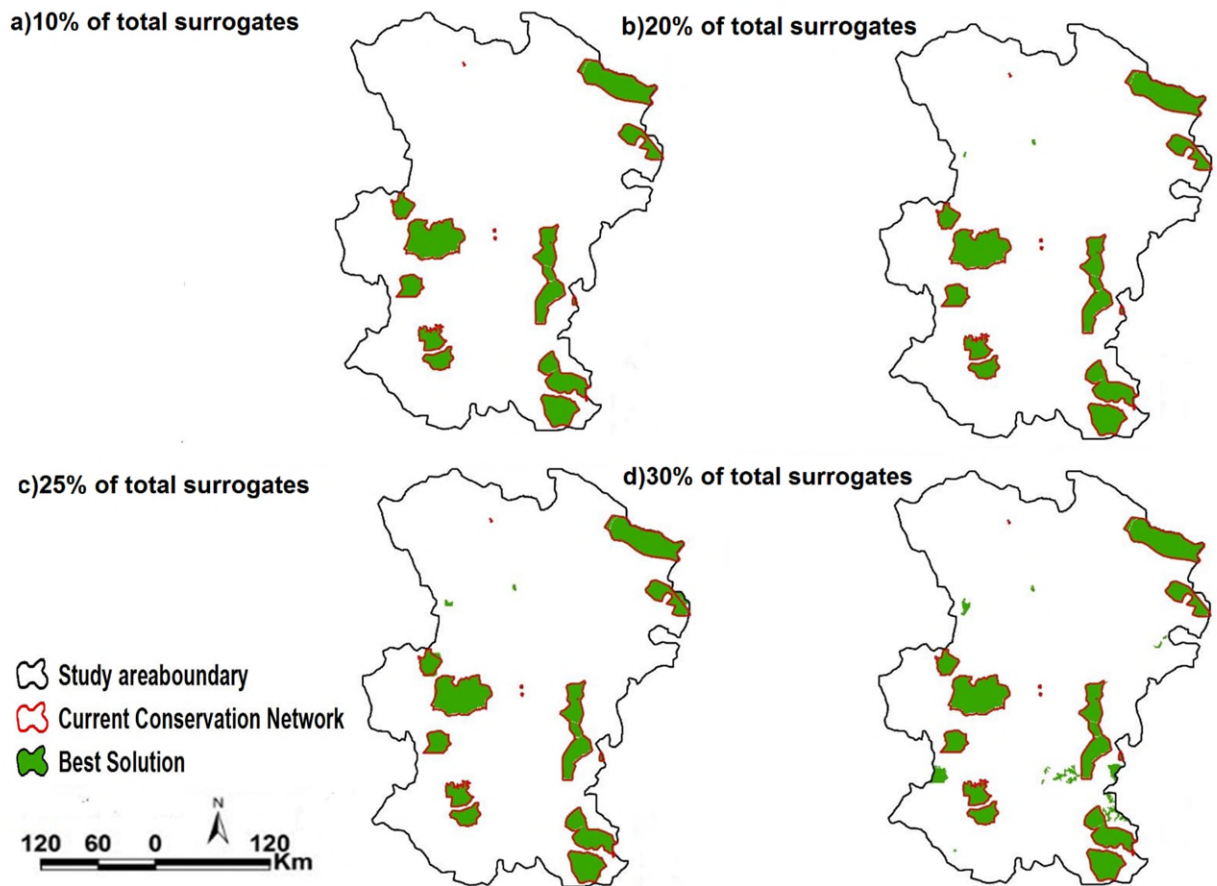 a)10% of total surrogates
b)20% of total surrogates
c)25% of total surrogates
d)30% of total surrogates
Study areaboundary
Current Conservation Network
Best Solution
N
120 60 0 120
Km